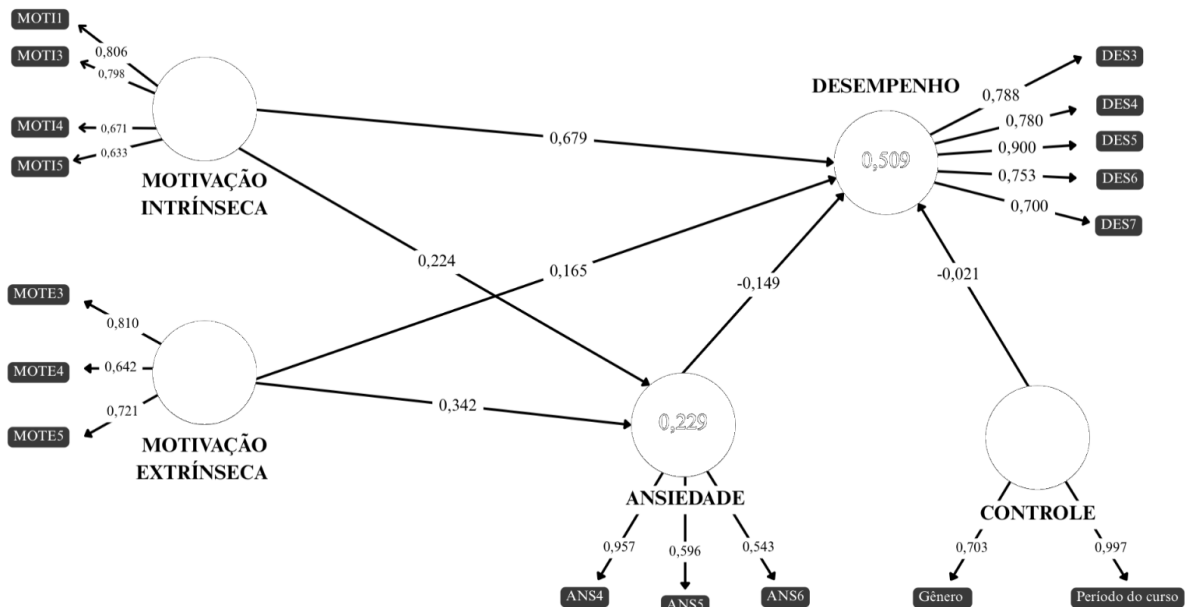 MOTI1
0,806
MOTI3
0,798
MOTI4
0,671
MOTI5
0,633
MOTIVAÇÃO
INTRÍNSECA
0,679
0,224
MOTE3
0,810
MOTE4
0,642
MOTE5
0,721
MOTIVAÇÃO
EXTRÍNSECA
0,165
0,342
DESEMPENHO
0,509
0,788
DES3
0,780
DES4
0,900
DES5
0,753
DES6
0,700
DES7
-0,149
-0,021
0,229
ANSIEDADE
0,957
0,596
0,543
ANS4
ANS5
ANS6
CONTROLE
0,703
0,997
Gênero
Período do curso